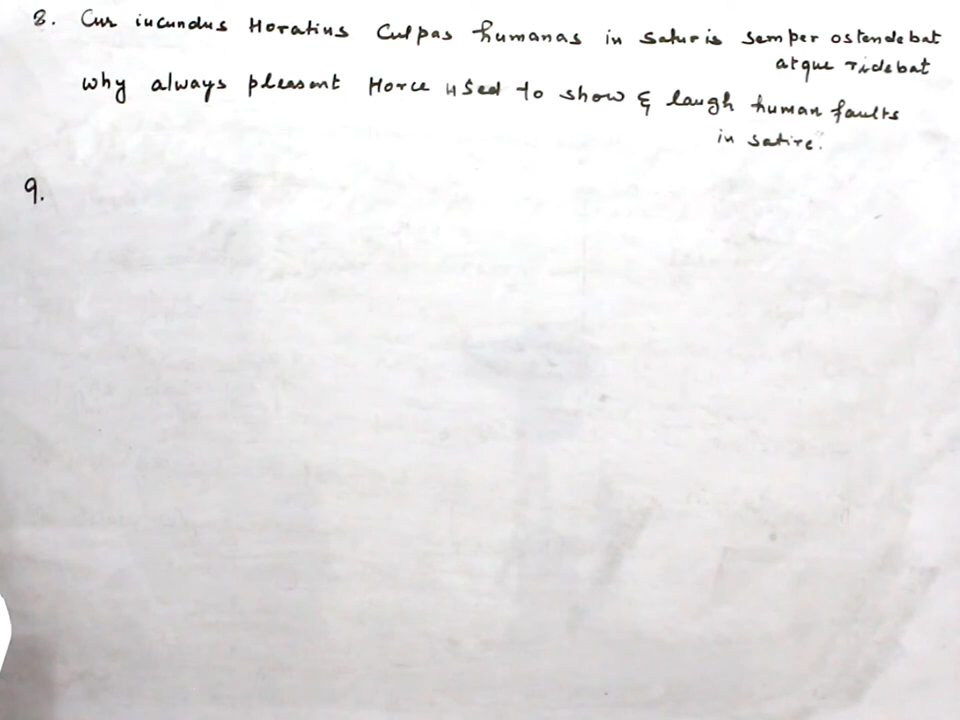 8. Cur iucundus Horatius Culpas humanas in saturis semper ostendebat
atque ridebat
why always pleasant Horce used to show & laugh human faults
in satire.
9.